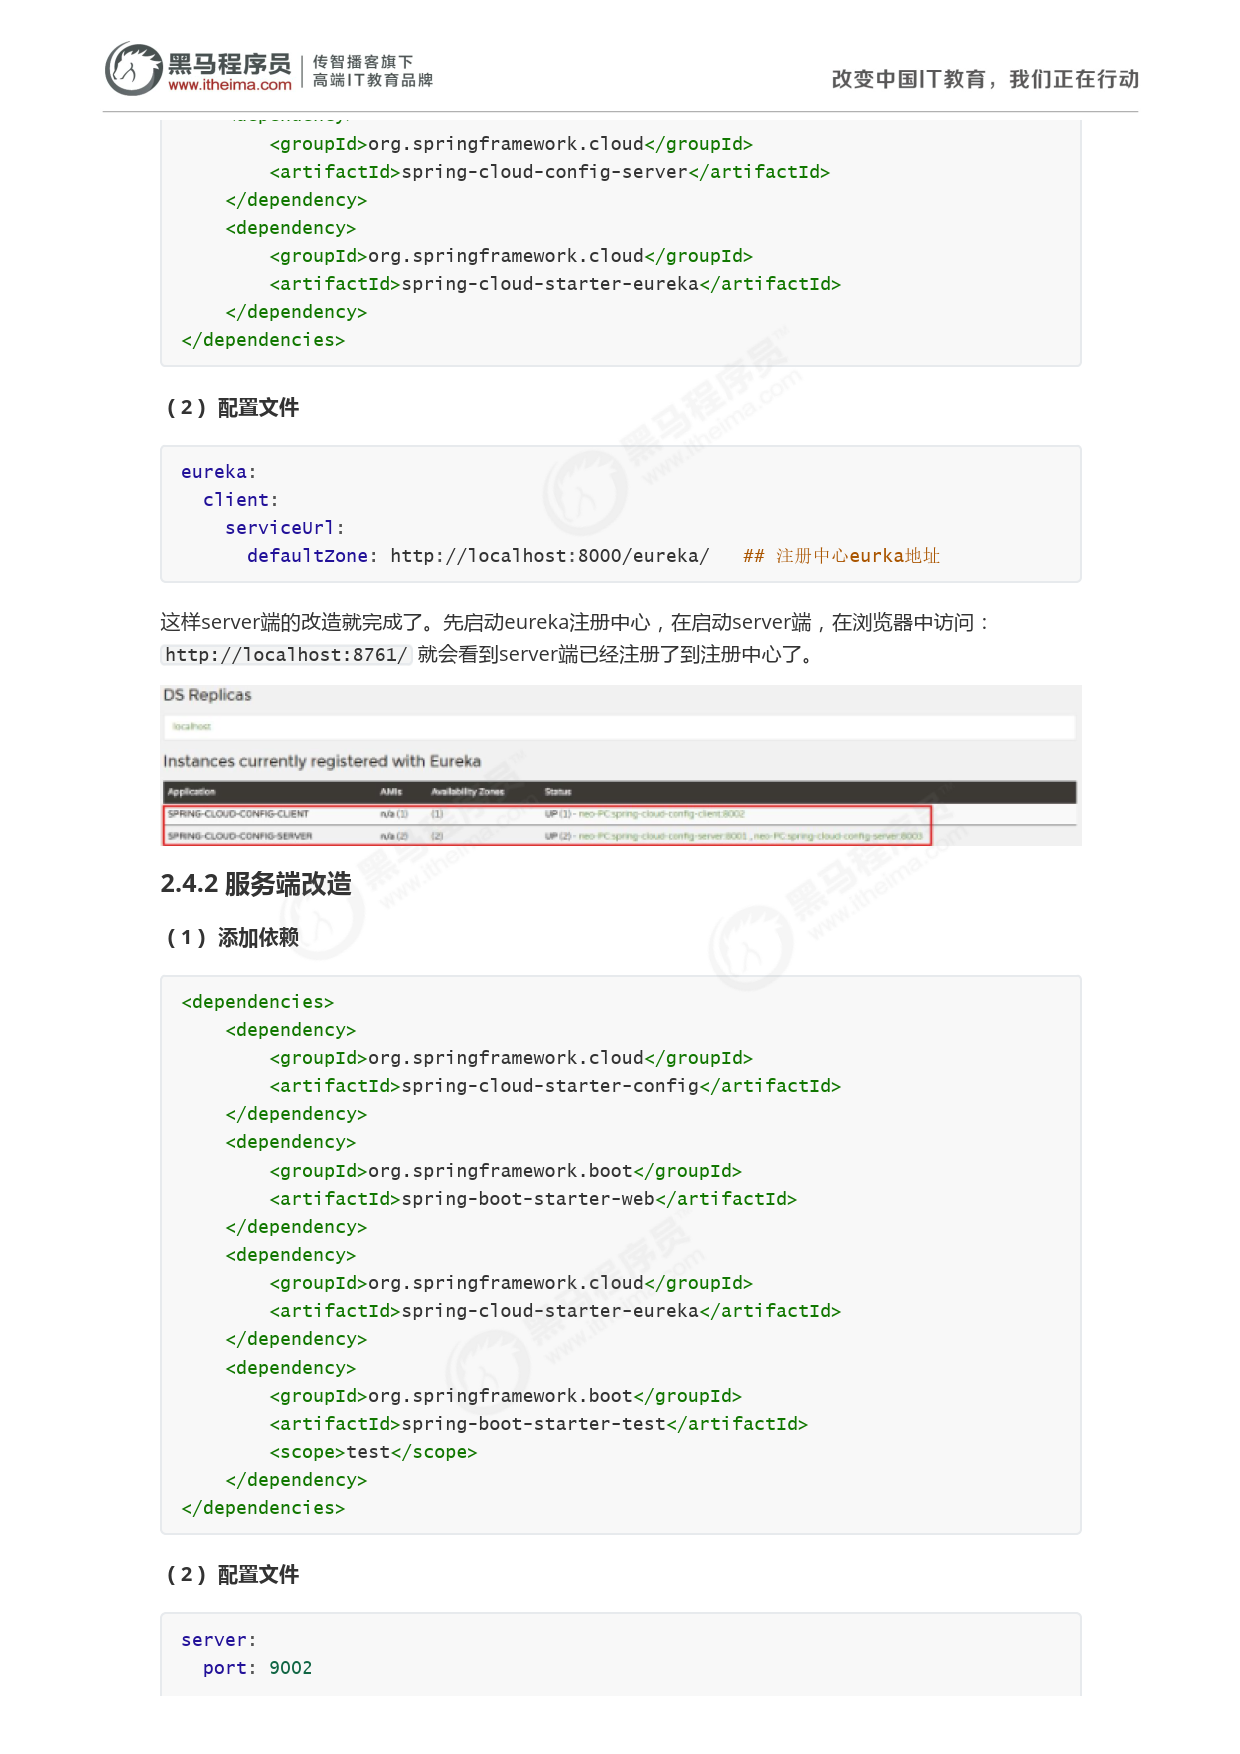 黑马程序员
www.itheima.com
传智播客旗下
高端IT教育品牌
改变中国IT教育，我们正在行动
<dependency>
<groupId>org.springframework.cloud</groupId>
<artifactId>spring-cloud-config-server</artifactId>
</dependency>
<dependency>
<groupId>org.springframework.cloud</groupId>
<artifactId>spring-cloud-starter-eureka</artifactId>
</dependency>
</dependencies>
（2） 配置文件
eureka:
client:
serviceUrl:
defaultZone: http://localhost:8000/eureka/   ## 注册中心eurka地址
这样server端的改造就完成了。先启动eureka注册中心，在启动server端，在浏览器中访问：
http://localhost:8761/ 就会看到server端已经注册了到注册中心了。
DS Replicas
localhost
Instances currently registered with Eureka
Application AMIs Availability Zones Status
SPRING-CLOUD-CONFIG-CLIENT n/a (1) (1) UP (1) - neo-PC:spring-cloud-config-client:8002
SPRING-CLOUD-CONFIG-SERVER n/a (2) (2) UP (2) - neo-PC:spring-cloud-config-server:8001 , neo-PC:spring-cloud-config-server:8003
2.4.2 服务端改造
（1） 添加依赖
<dependencies>
<dependency>
<groupId>org.springframework.cloud</groupId>
<artifactId>spring-cloud-starter-config</artifactId>
</dependency>
<dependency>
<groupId>org.springframework.boot</groupId>
<artifactId>spring-boot-starter-web</artifactId>
</dependency>
<dependency>
<groupId>org.springframework.cloud</groupId>
<artifactId>spring-cloud-starter-eureka</artifactId>
</dependency>
<dependency>
<groupId>org.springframework.boot</groupId>
<artifactId>spring-boot-starter-test</artifactId>
<scope>test</scope>
</dependency>
</dependencies>
（2） 配置文件
server:
port: 9002